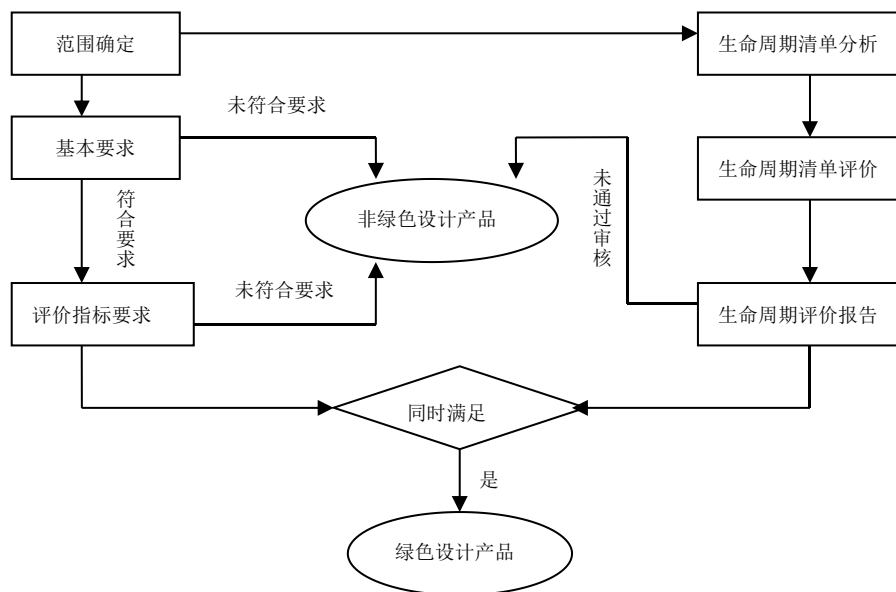 范围确定
生命周期清单分析
未符合要求
基本要求
生命周期清单评价
符合要求
未通过审核
非绿色设计产品
未符合要求
评价指标要求
生命周期评价报告
同时满足
是
绿色设计产品